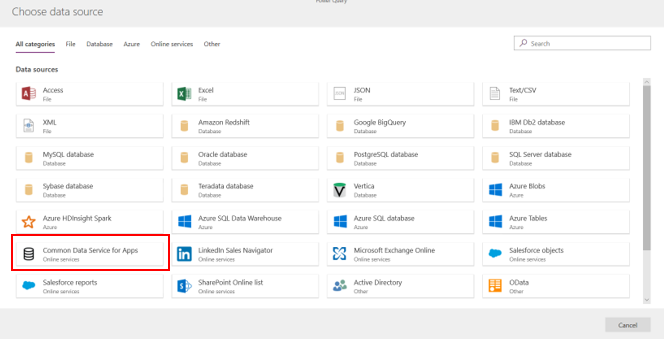 Power Query
Choose data source
All categories File Database Azure Online services Other
Search
Data sources
Access
File
Excel
File
JSON
File
Text/CSV
File
XML
File
Amazon Redshift
Database
Google BigQuery
Database
IBM Db2 database
Database
MySQL database
Database
Oracle database
Database
PostgreSQL database
Database
SQL Server database
Database
Sybase database
Database
Teradata database
Database
Vertica
Database
Azure Blobs
Azure
Azure HDInsight Spark
Azure
Azure SQL Data Warehouse
Azure
Azure SQL database
Azure
Azure Tables
Azure
Common Data Service for Apps
Online services
LinkedIn Sales Navigator
Online services
Microsoft Exchange Online
Online services
Salesforce objects
Online services
Salesforce reports
Online services
SharePoint Online list
Online services
Active Directory
Other
OData
Other
Cancel